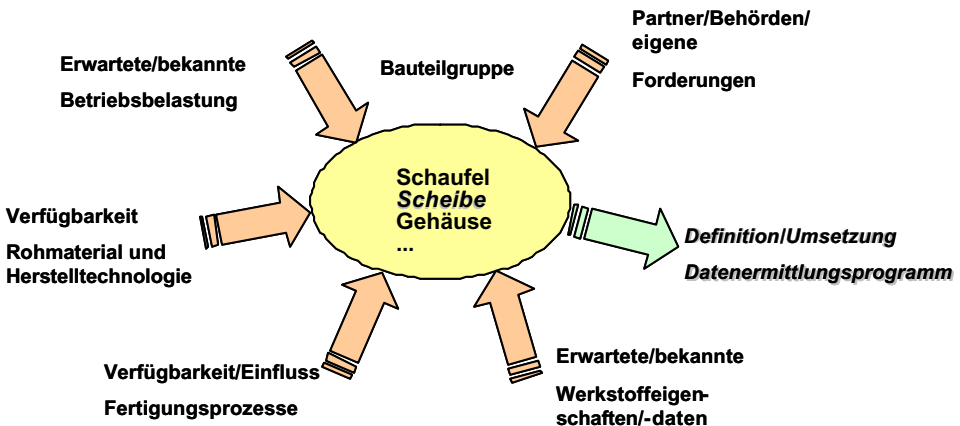 Partner/Behörden/
eigene
Forderungen
Erwartete/bekannte
Betriebsbelastung
Bauteilgruppe
Schaufel
Scheibe
Gehäuse
...
Verfügbarkeit
Rohmaterial und
Herstelltechnologie
Definition/Umsetzung
Datenermittlungsprogramm
Verfügbarkeit/Einfluss
Fertigungsprozesse
Erwartete/bekannte
Werkstoffeigen-
schaften/-daten